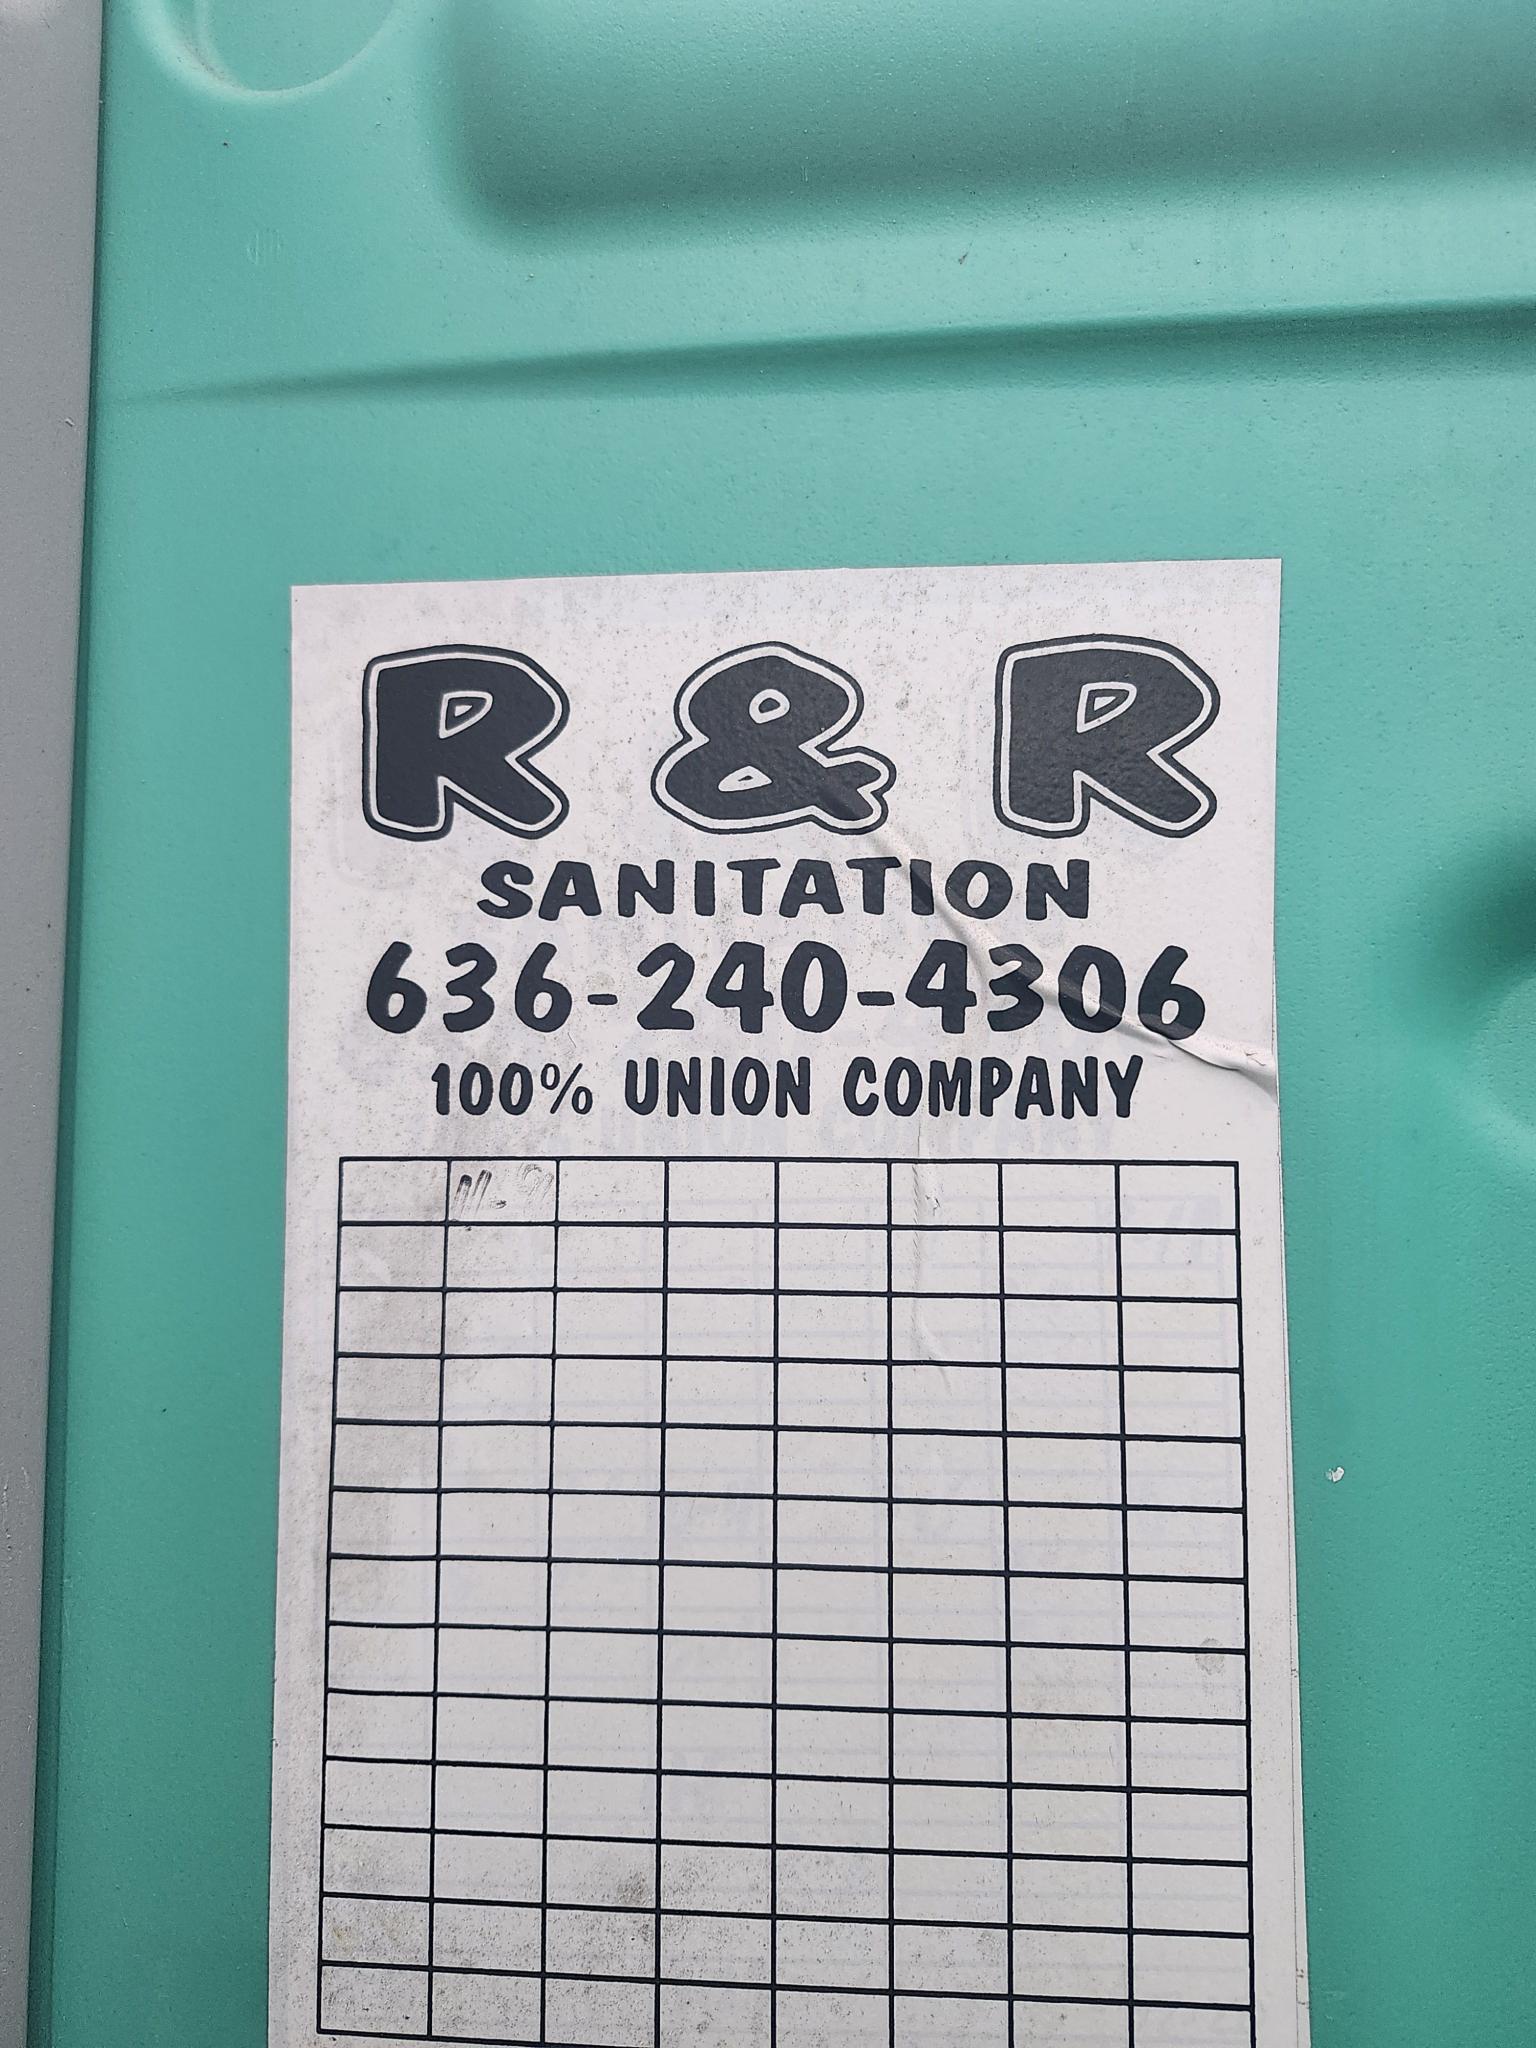 R & R
SANITATION
636-240-4306
100% UNION COMPANY